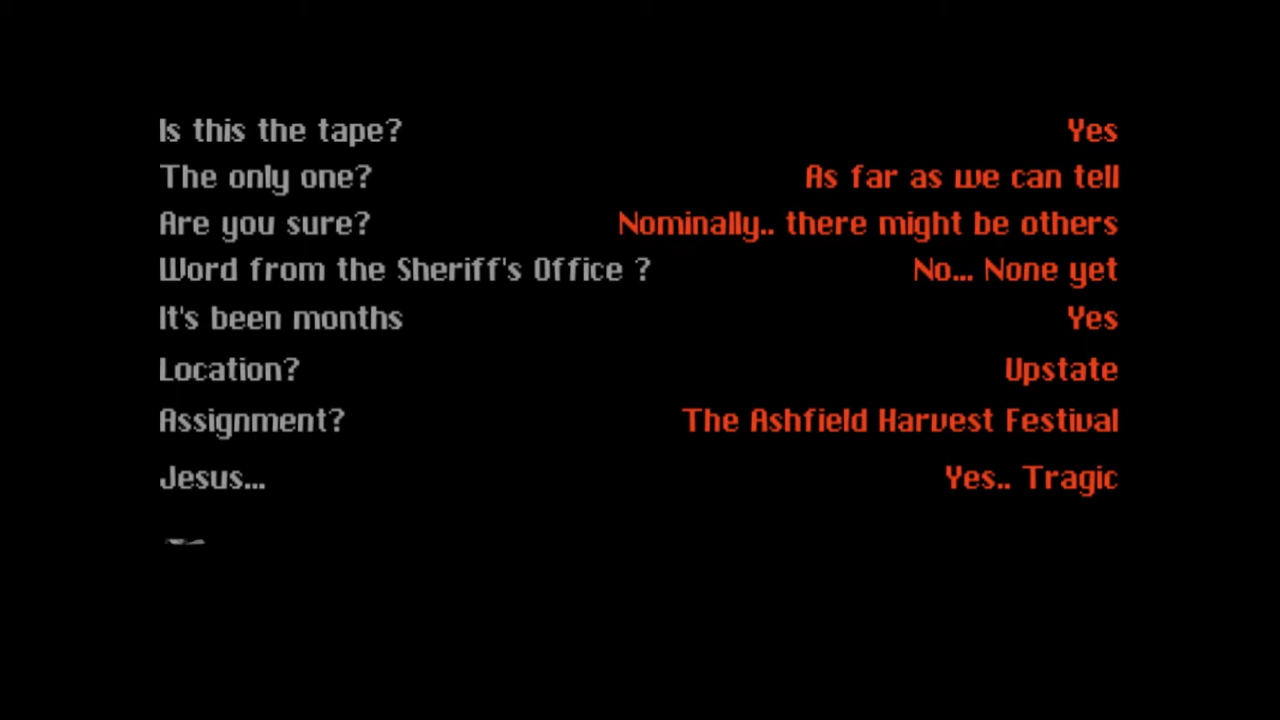 Is this the tape? Yes
The only one? As far as we can tell
Are you sure? Nominally.. there might be others
Word from the Sheriff's Office ? No... None yet
It's been months Yes
Location? Upstate
Assignment? The Ashfield Harvest Festival
Jesus... Yes.. Tragic